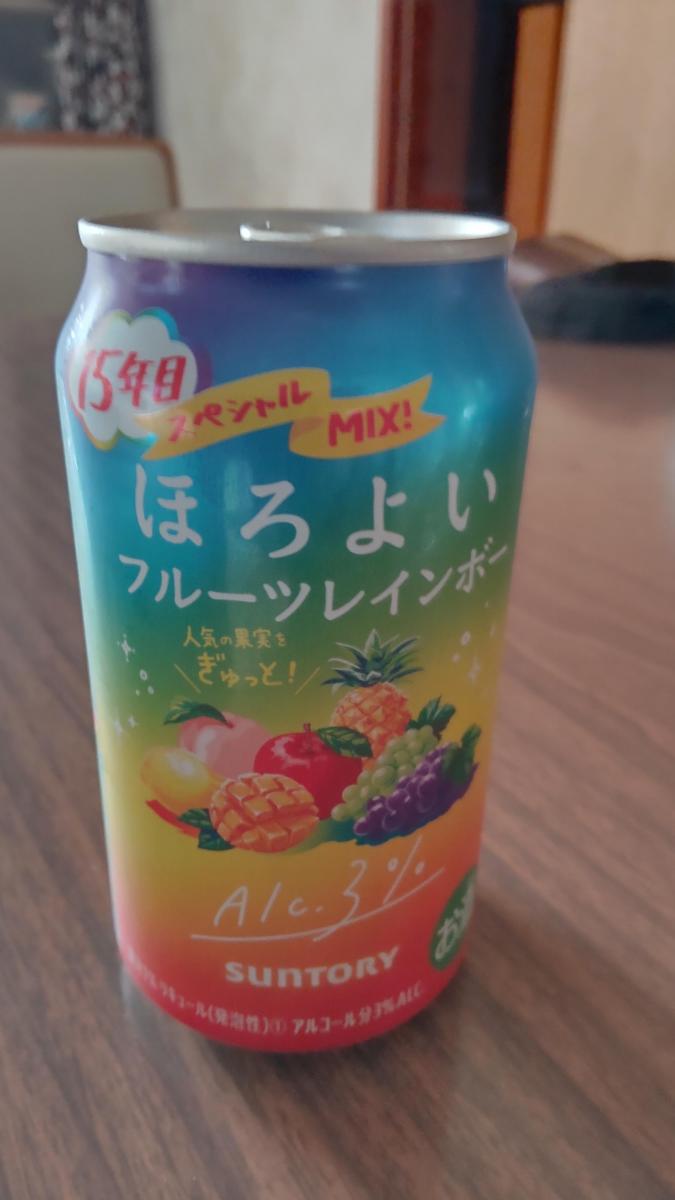 15年目
スペシャル
MIX!
ほろよい
フルーツレインボー
人気の果実を
ぎゅっと!
Alc.3%
お
SUNTORY
リキュール(発泡性)① アルコール分3%ALC.